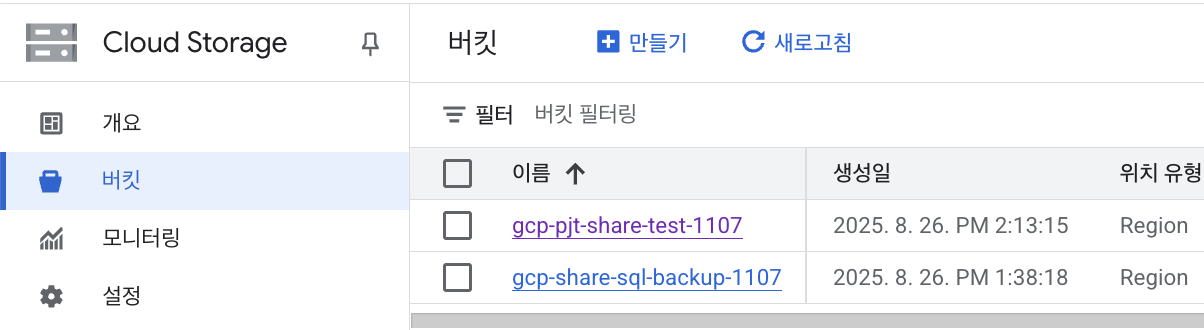 Cloud Storage
개요
버킷
모니터링
설정
버킷 만들기 새로고침
필터 버킷 필터링
이름 생성일 위치 유형
gcp-pjt-share-test-1107 2025. 8. 26. PM 2:13:15 Region
gcp-share-sql-backup-1107 2025. 8. 26. PM 1:38:18 Region